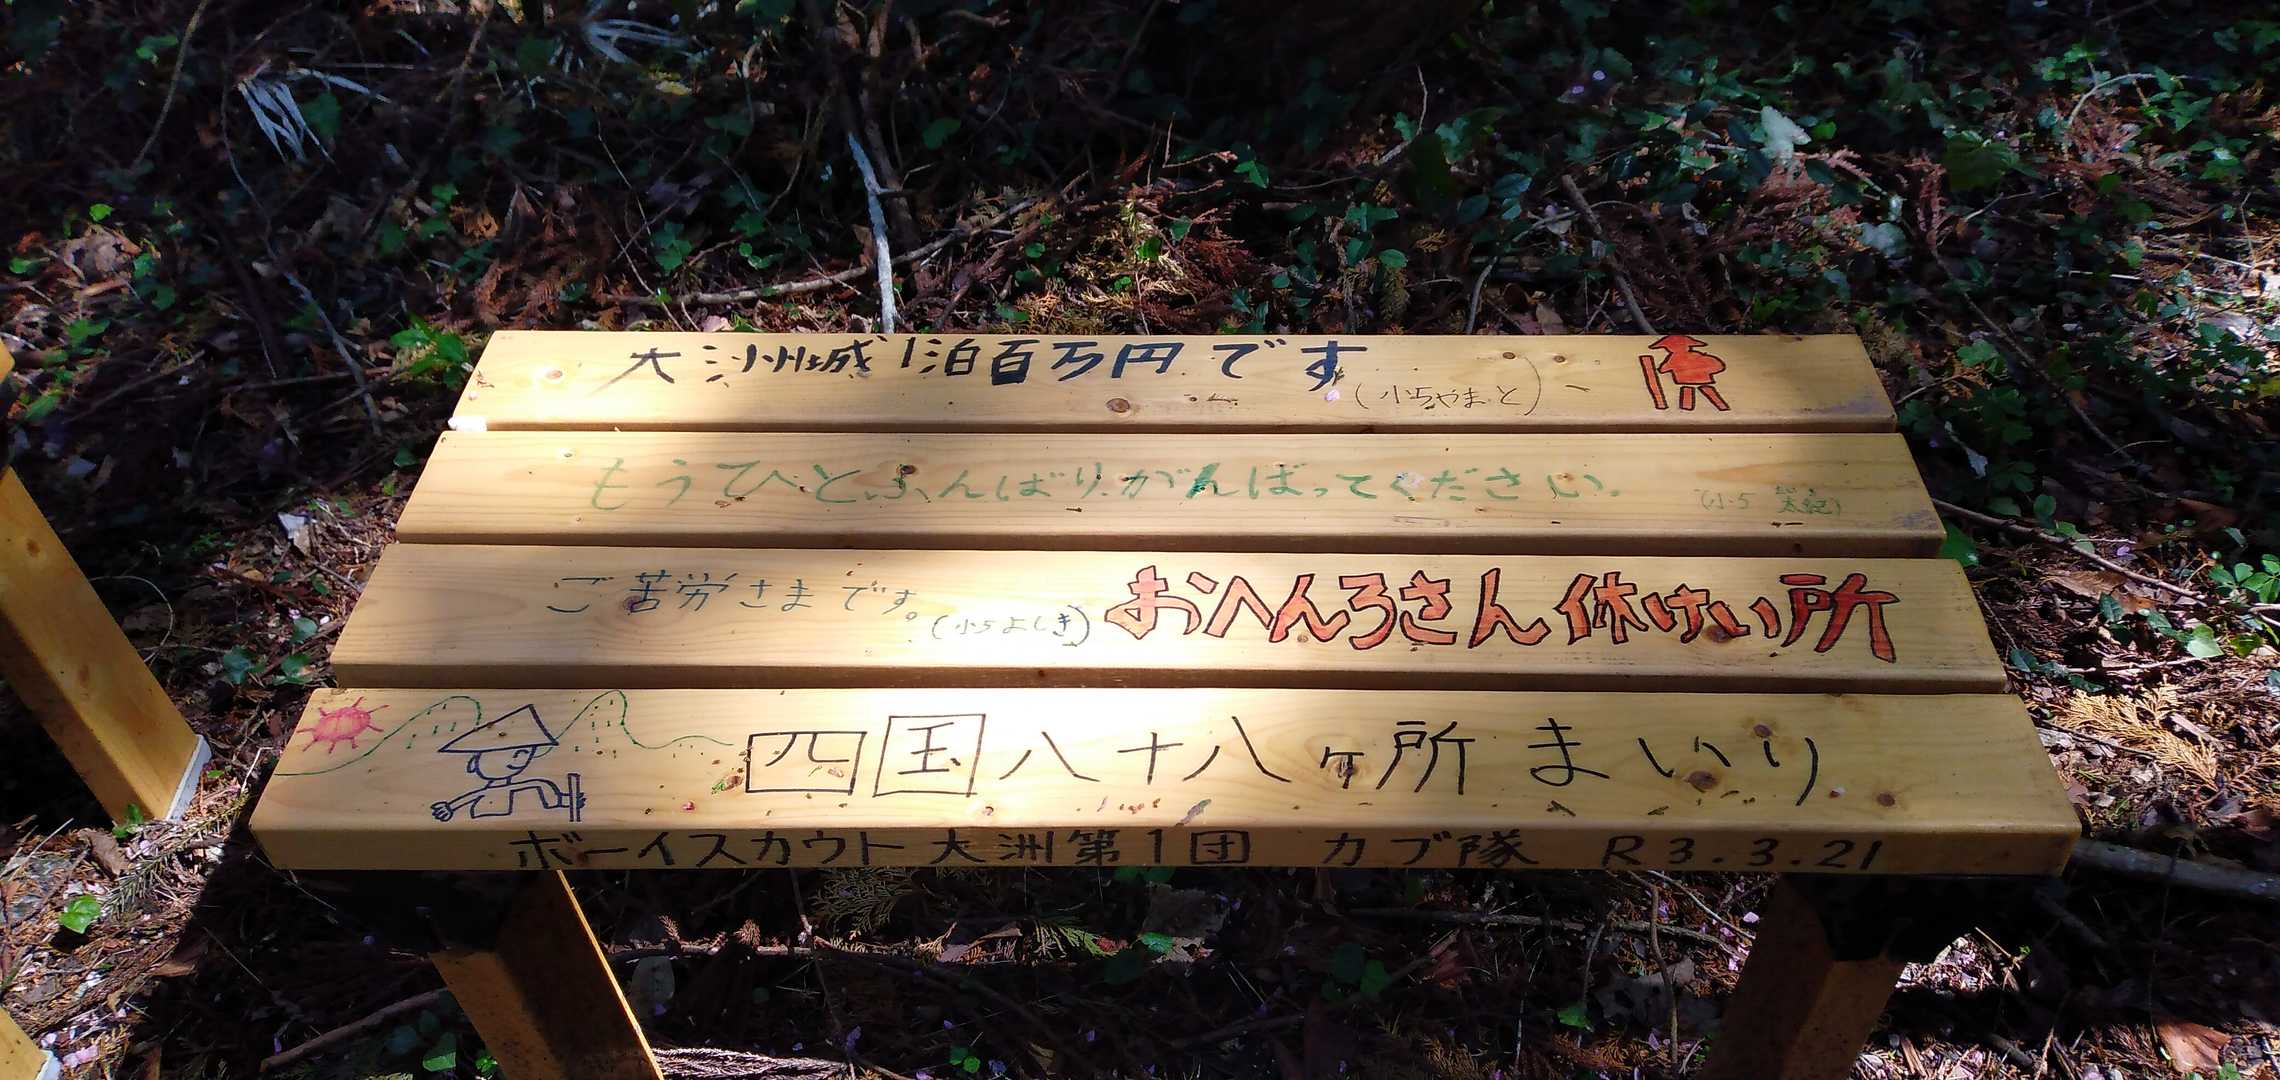 大洲城1泊百万円です
(小5やまと)
もうひとふんばりがんばってください。
(小5 太紀)
ご苦労さまです。
(小5よしき)
おへんろさん休けい所
四国八十八ヶ所まいり
ボーイスカウト大洲第1団 カブ隊 R3.3.21